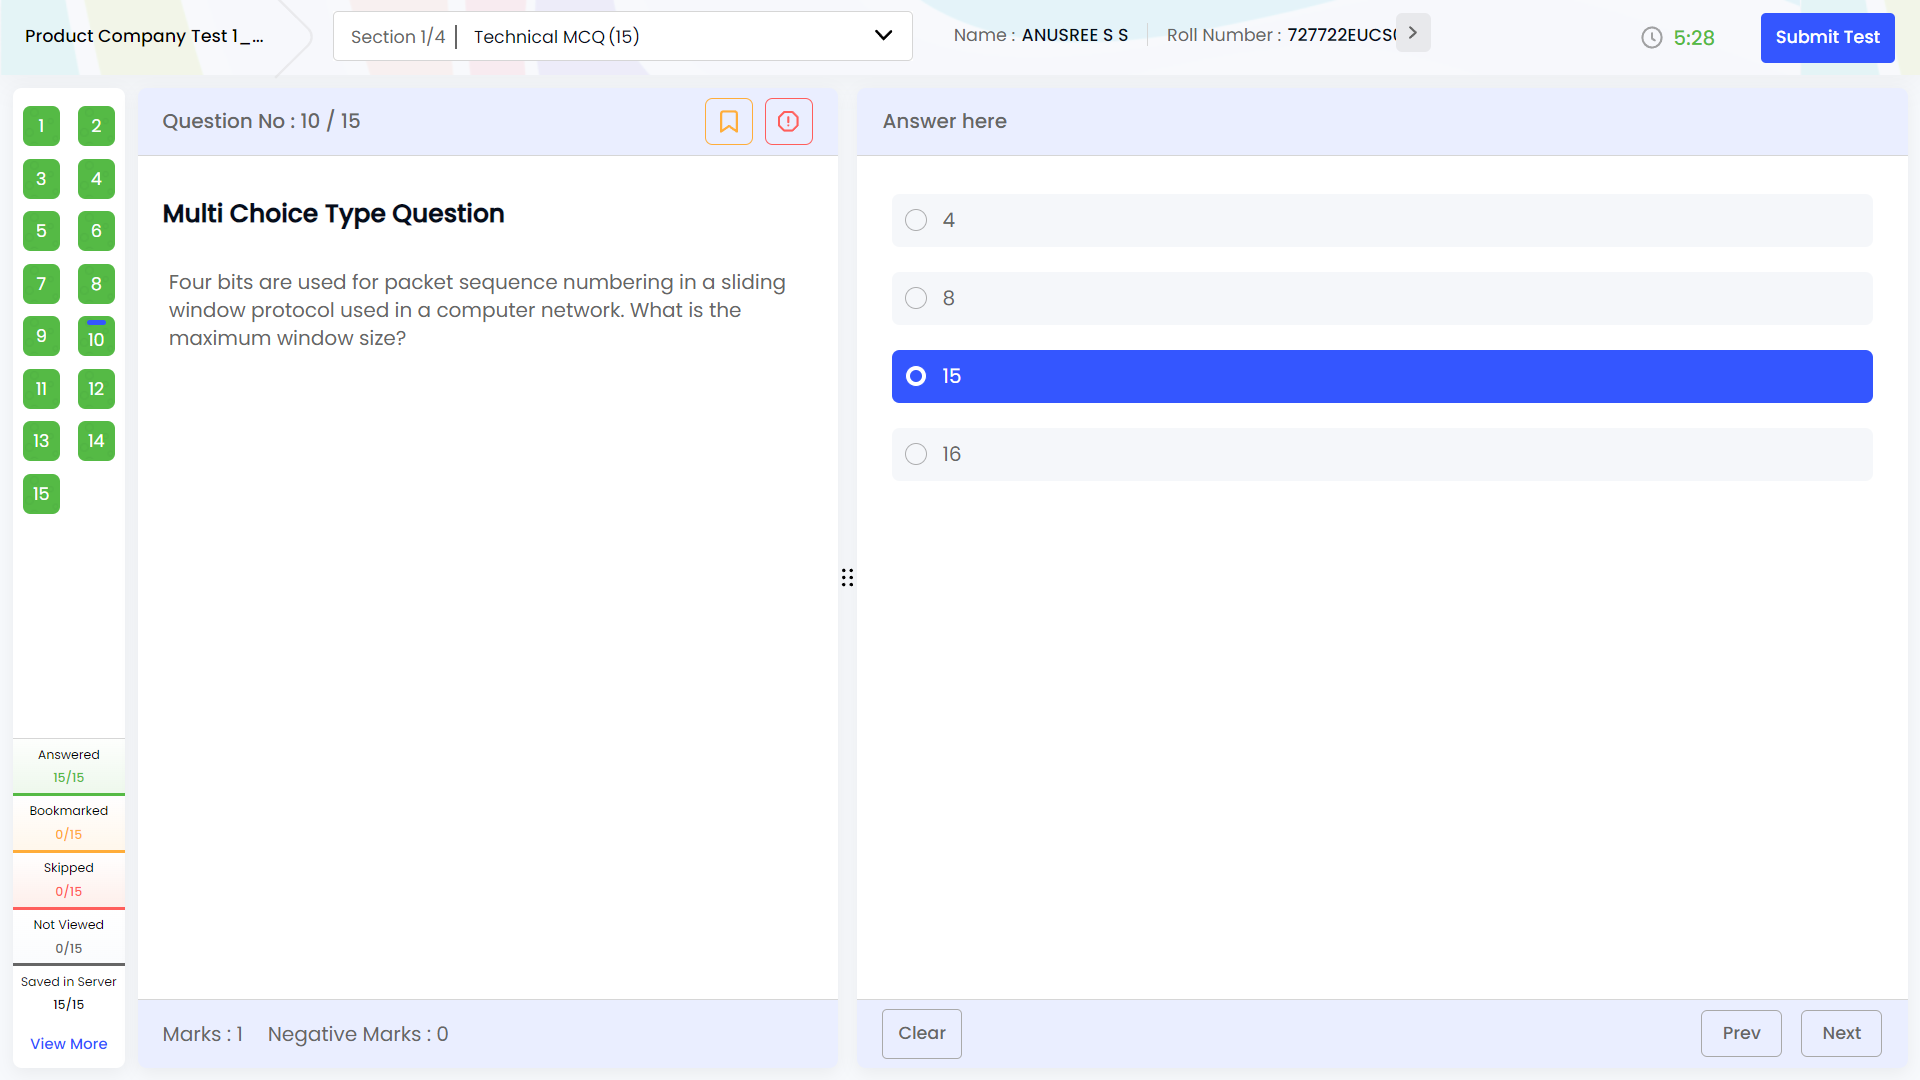 Product Company Test 1_...
Section 1/4 | Technical MCQ (15)
Name : ANUSREE S S
Roll Number : 727722EUCS
5:28
Submit Test
1 2
3 4
5 6
7 8
9 10
11 12
13 14
15
Answered
15/15
Bookmarked
0/15
Skipped
0/15
Not Viewed
0/15
Saved in Server
15/15
View More
Question No : 10 / 15
Multi Choice Type Question
Four bits are used for packet sequence numbering in a sliding
window protocol used in a computer network. What is the
maximum window size?
Marks : 1 Negative Marks : 0
Answer here
4
8
15
16
Clear
Prev
Next